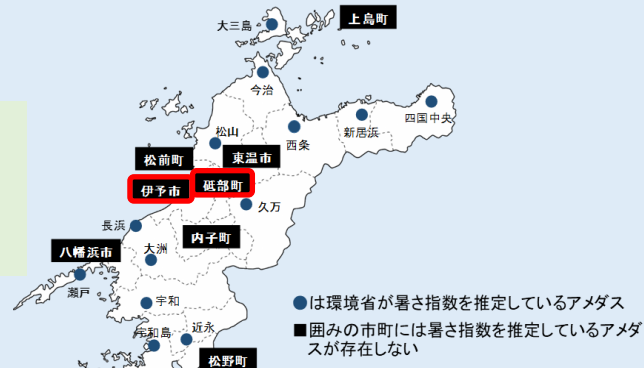 上島町
大三島
今治
四国中央
新居浜
西条
松山
東温市
松前町
伊予市
砥部町
久万
長浜
内子町
八幡浜市
大洲
瀬戸
宇和
宇和島
近永
松野町
●は環境省が暑さ指数を推定しているアメダス
■囲みの市町には暑さ指数を推定しているアメダ
スが存在しない